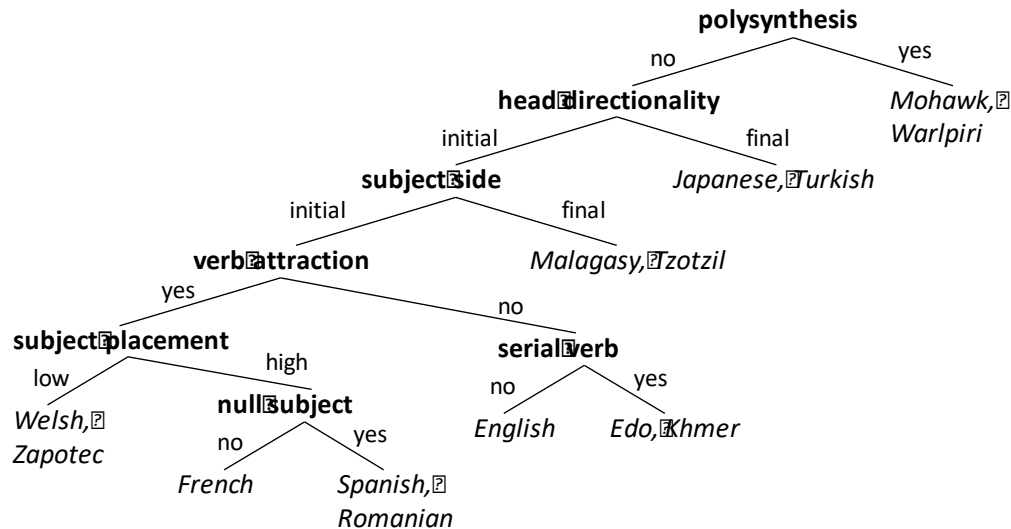 polysynthesis
no
yes
head directionality
Mohawk,
Warlpiri
initial
final
subject side
Japanese, Turkish
initial
final
verb attraction
Malagasy, Tzotzil
yes
no
subject placement
serial verb
low
high
no
yes
null subject
Welsh,
Zapotec
English
Edo, Khmer
no
yes
French
Spanish,
Romanian